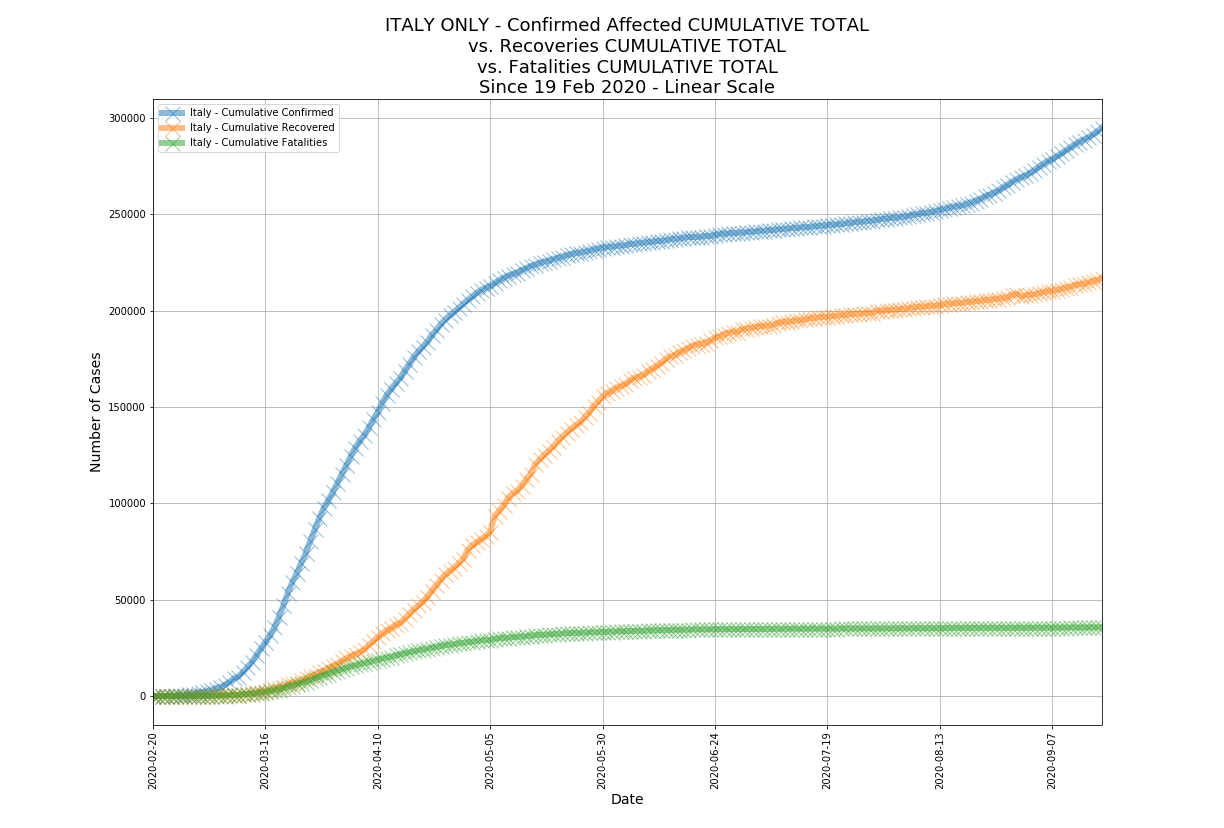 ITALY ONLY - Confirmed Affected CUMULATIVE TOTAL
vs. Recoveries CUMULATIVE TOTAL
vs. Fatalities CUMULATIVE TOTAL
Since 19 Feb 2020 - Linear Scale
Italy - Cumulative Confirmed
Italy - Cumulative Recovered
Italy - Cumulative Fatalities
Number of Cases
300000
250000
200000
150000
100000
50000
0
2020-02-20
2020-03-16
2020-04-10
2020-05-05
2020-05-30
2020-06-24
2020-07-19
2020-08-13
2020-09-07
Date